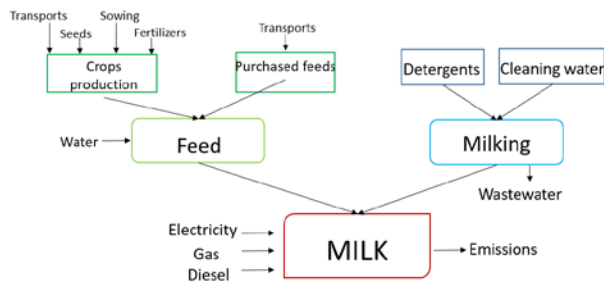 Transports
Sowing
Seeds
Fertilizers
Transports
Crops
production
Purchased feeds
Detergents
Cleaning water
Water
Feed
Milking
Wastewater
Electricity
Gas
Diesel
MILK
Emissions